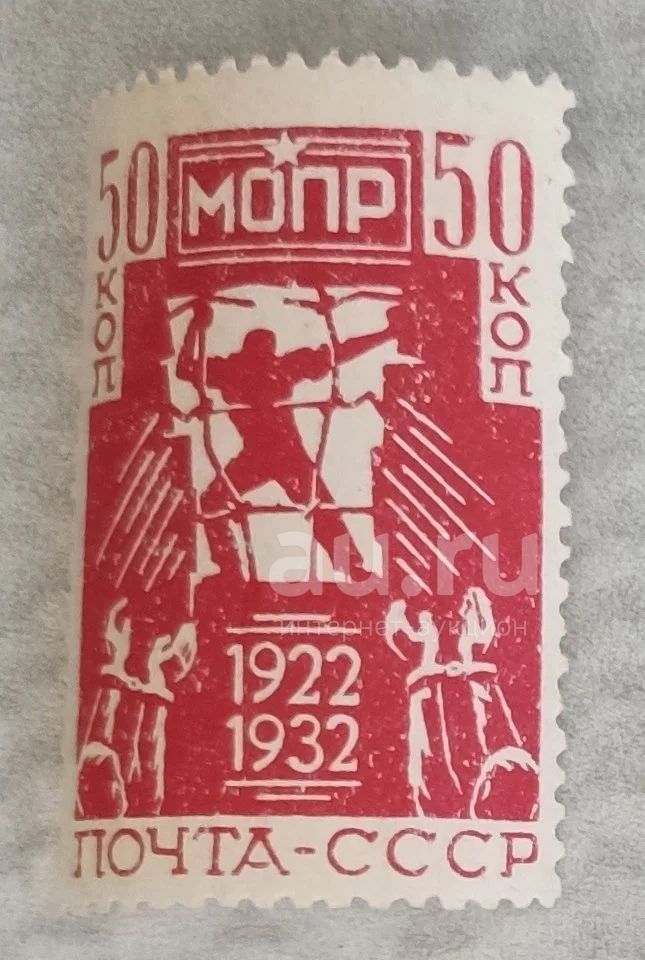 50 МОПР 50
КОП
КОП
au.ru
интернет-аукцион
1922
1932
ПОЧТА-СССР